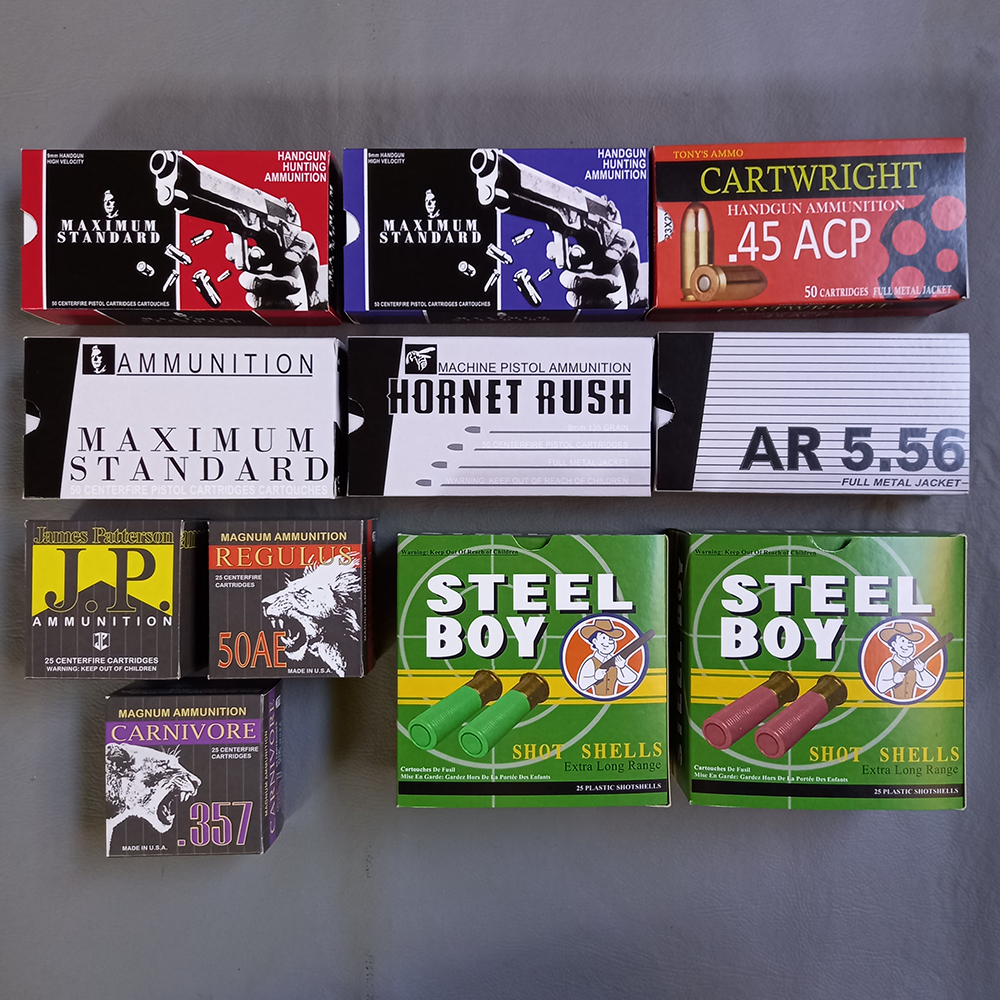 9mm HANDGUN
HIGH VELOCITY
HANDGUN
HUNTING
AMMUNITION
MAXIMUM
STANDARD
50 CENTERFIRE PISTOL CARTRIDGES CARTOUCHES
9mm HANDGUN
HIGH VELOCITY
HANDGUN
HUNTING
AMMUNITION
MAXIMUM
STANDARD
50 CENTERFIRE PISTOL CARTRIDGES CARTOUCHES
TONY'S AMMO
CARTWRIGHT
HANDGUN AMMUNITION
.45 ACP
50 CARTRIDGES FULL METAL JACKET
CARTWRIGHT
AMMUNITION
MAXIMUM
STANDARD
50 CENTERFIRE PISTOL CARTRIDGES CARTOUCHES
MACHINE PISTOL AMMUNITION
HORNET RUSH
50 CENTERFIRE PISTOL CARTRIDGES
FULL METAL JACKET
WARNING: KEEP OUT OF REACH OF CHILDREN
AR 5.56
FULL METAL JACKET
James Patterson
J.P.
AMMUNITION
25 CENTERFIRE CARTRIDGES
WARNING: KEEP OUT OF CHILDREN
MAGNUM AMMUNITION
REGULUS
25 CENTERFIRE
CARTRIDGES
50AE
MADE IN U.S.A.
Warning: Keep Out Of Reach of Children
STEEL
BOY
SHOT SHELLS
Extra Long Range
Cartouches De Fusil
Mise En Garde: Gardez Hors De La Portée Des Enfants
25 PLASTIC SHOTSHELLS
Warning: Keep Out Of Reach of Children
STEEL
BOY
SHOT SHELLS
Extra Long Range
Cartouches De Fusil
Mise En Garde: Gardez Hors De La Portée Des Enfants
25 PLASTIC SHOTSHELLS
MAGNUM AMMUNITION
CARNIVORE
25 CENTERFIRE
CARTRIDGES
.357
MADE IN U.S.A.
CARNIVORE